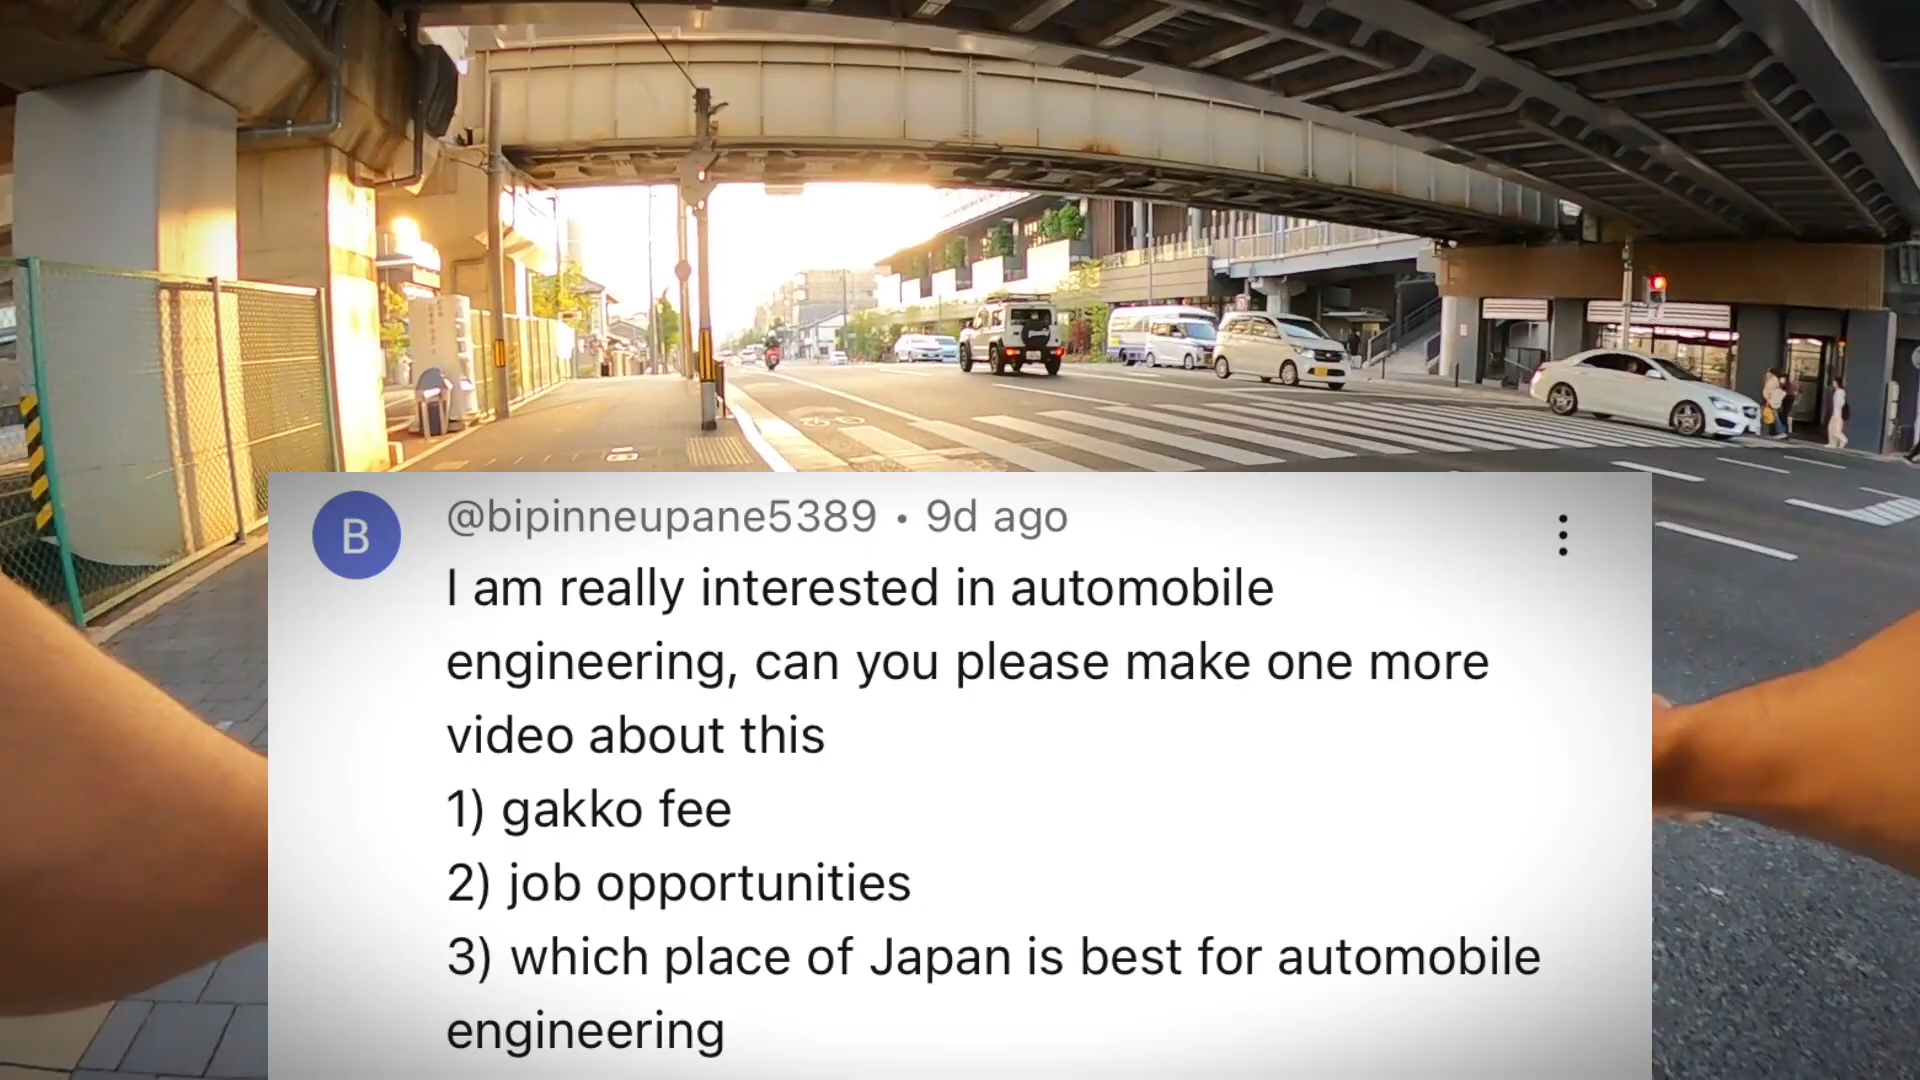 B
@bipinneupane5389 • 9d ago
I am really interested in automobile
engineering, can you please make one more
video about this
1) gakko fee
2) job opportunities
3) which place of Japan is best for automobile
engineering